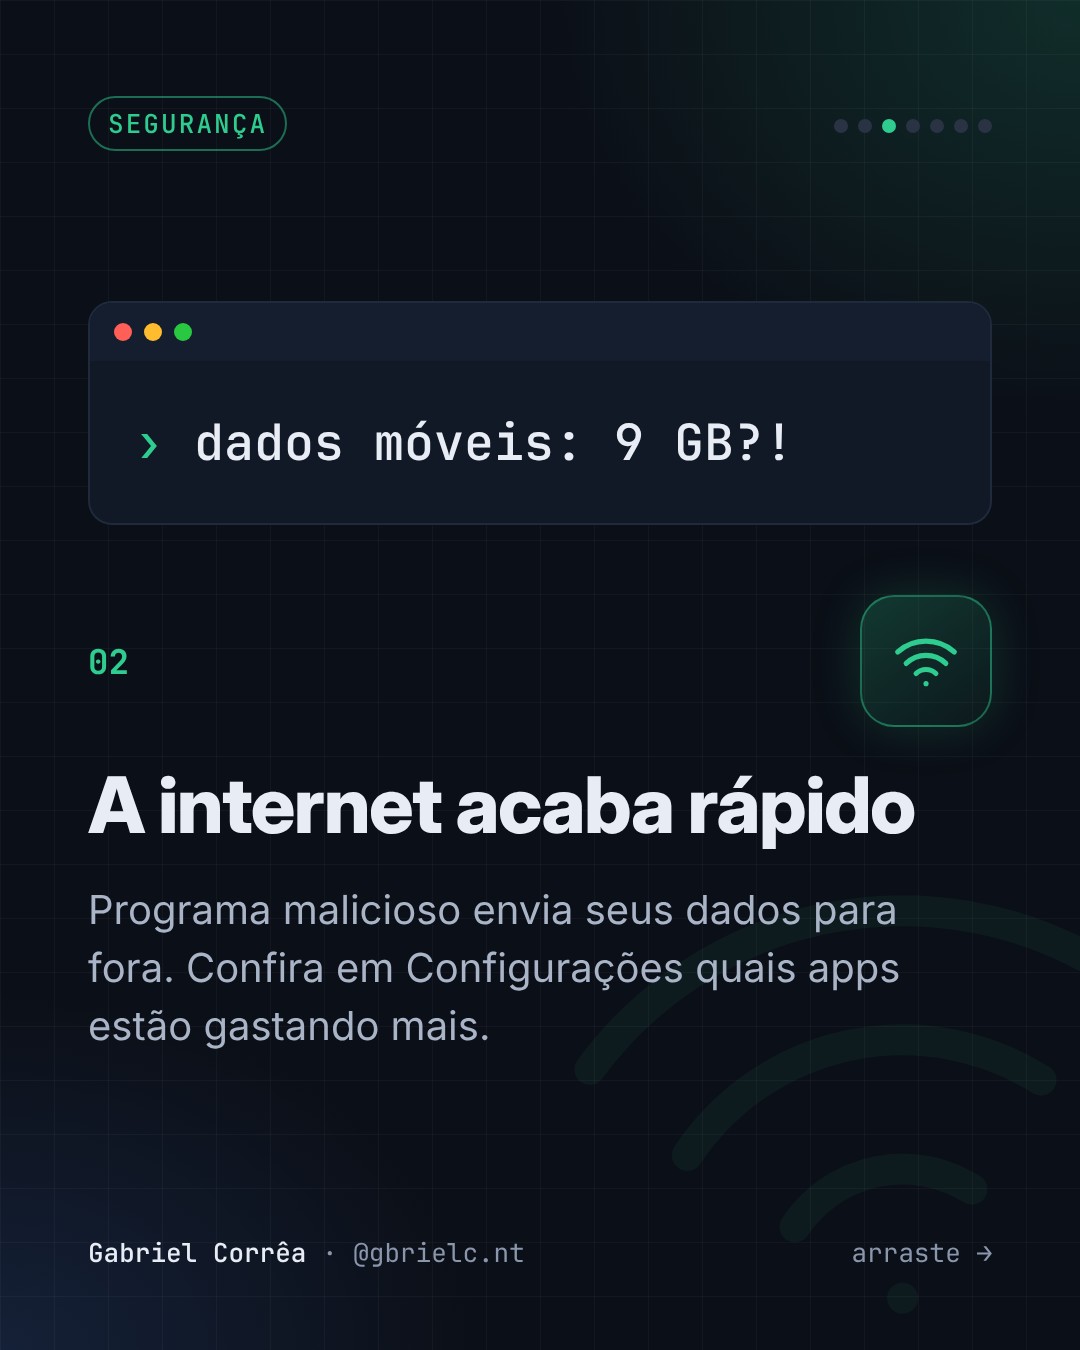 SEGURANÇA
› dados móveis: 9 GB?!
02
A internet acaba rápido
Programa malicioso envia seus dados para
fora. Confira em Configurações quais apps
estão gastando mais.
Gabriel Corrêa · @gbrielc.nt
arraste →